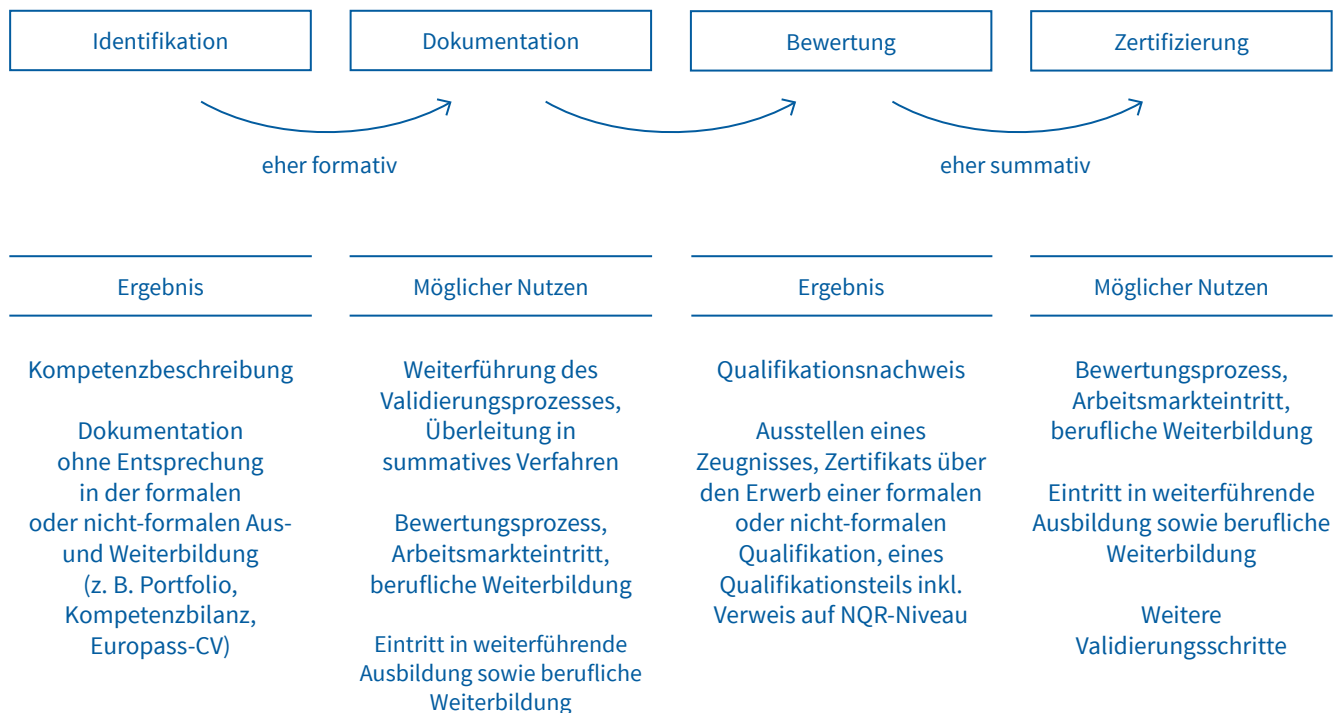 Identifikation
Dokumentation
Bewertung
Zertifizierung
eher formativ
eher summativ
Ergebnis
Möglicher Nutzen
Ergebnis
Möglicher Nutzen
Kompetenzbeschreibung
Dokumentation
ohne Entsprechung
in der formalen
oder nicht-formalen Aus-
und Weiterbildung
(z. B. Portfolio,
Kompetenzbilanz,
Europass-CV)
Weiterführung des
Validierungsprozesses,
Überleitung in
summatives Verfahren
Bewertungsprozess,
Arbeitsmarkteintritt,
berufliche Weiterbildung
Eintritt in weiterführende
Ausbildung sowie berufliche
Weiterbildung
Qualifikationsnachweis
Ausstellen eines
Zeugnisses, Zertifikats über
den Erwerb einer formalen
oder nicht-formalen
Qualifikation, eines
Qualifikationsteils inkl.
Verweis auf NQR-Niveau
Bewertungsprozess,
Arbeitsmarkteintritt,
berufliche Weiterbildung
Eintritt in weiterführende
Ausbildung sowie berufliche
Weiterbildung
Weitere
Validierungsschritte